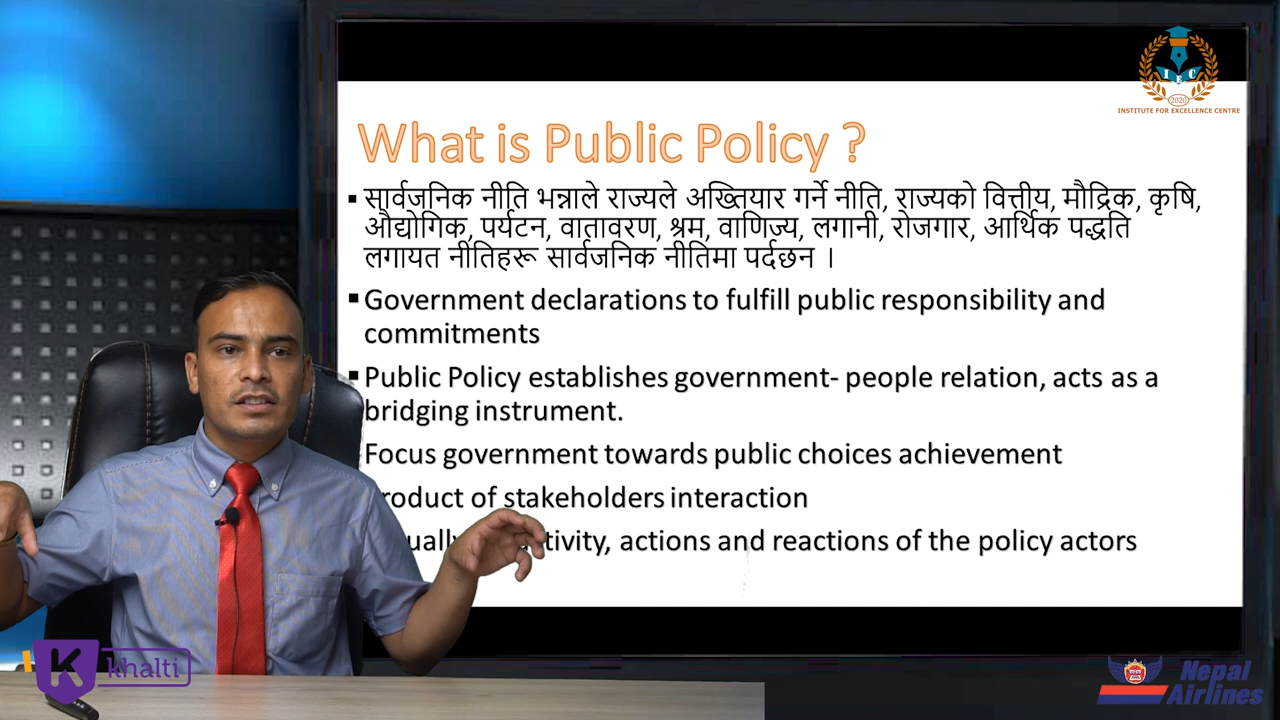 I E C
2020
INSTITUTE FOR EXCELLENCE CENTRE
What is Public Policy ?
सार्वजनिक नीति भन्नाले राज्यले अख्तियार गर्ने नीति, राज्यको वित्तीय, मौद्रिक, कृषि,
औद्योगिक, पर्यटन, वातावरण, श्रम, वाणिज्य, लगानी, रोजगार, आर्थिक पद्धति
लगायत नीतिहरू सार्वजनिक नीतिमा पर्दछन ।
Government declarations to fulfill public responsibility and
commitments
Public Policy establishes government- people relation, acts as a
bridging instrument.
Focus government towards public choices achievement
of stakeholders interaction
actions and reactions of the policy actors
K khalti
Nepal
Airlines